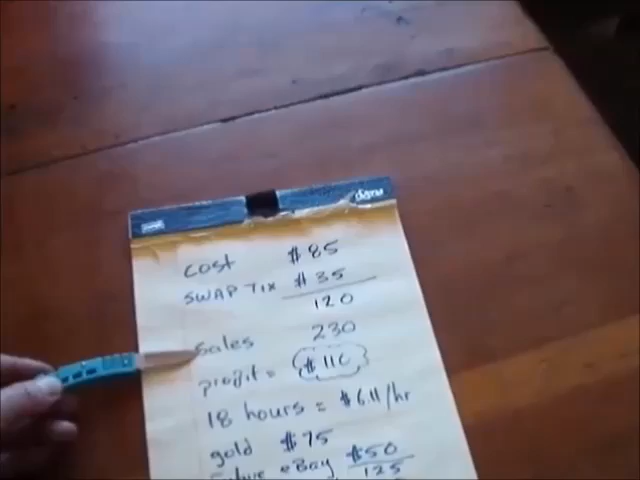 Cost $85
SWAP TIX $35
120
Sales 230
profit = $110
18 hours = $6.11/hr
gold $75
eBay $50
125